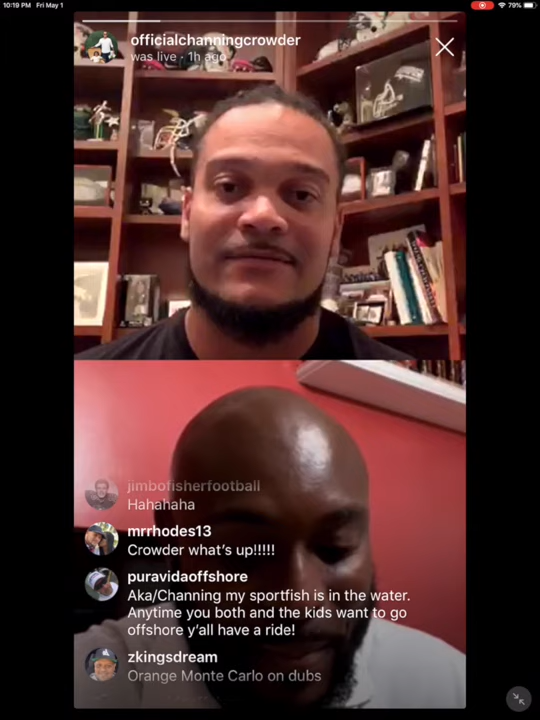 10:19 PM Fri May 1
79%
officialchanningcrowder
was live · 1h ago
jimbofisherfootball
Hahahaha
mrrhodes13
Crowder what's up!!!!!
puravidaoffshore
Aka/Channing my sportfish is in the water.
Anytime you both and the kids want to go
offshore y'all have a ride!
zkingsdream
Orange Monte Carlo on dubs